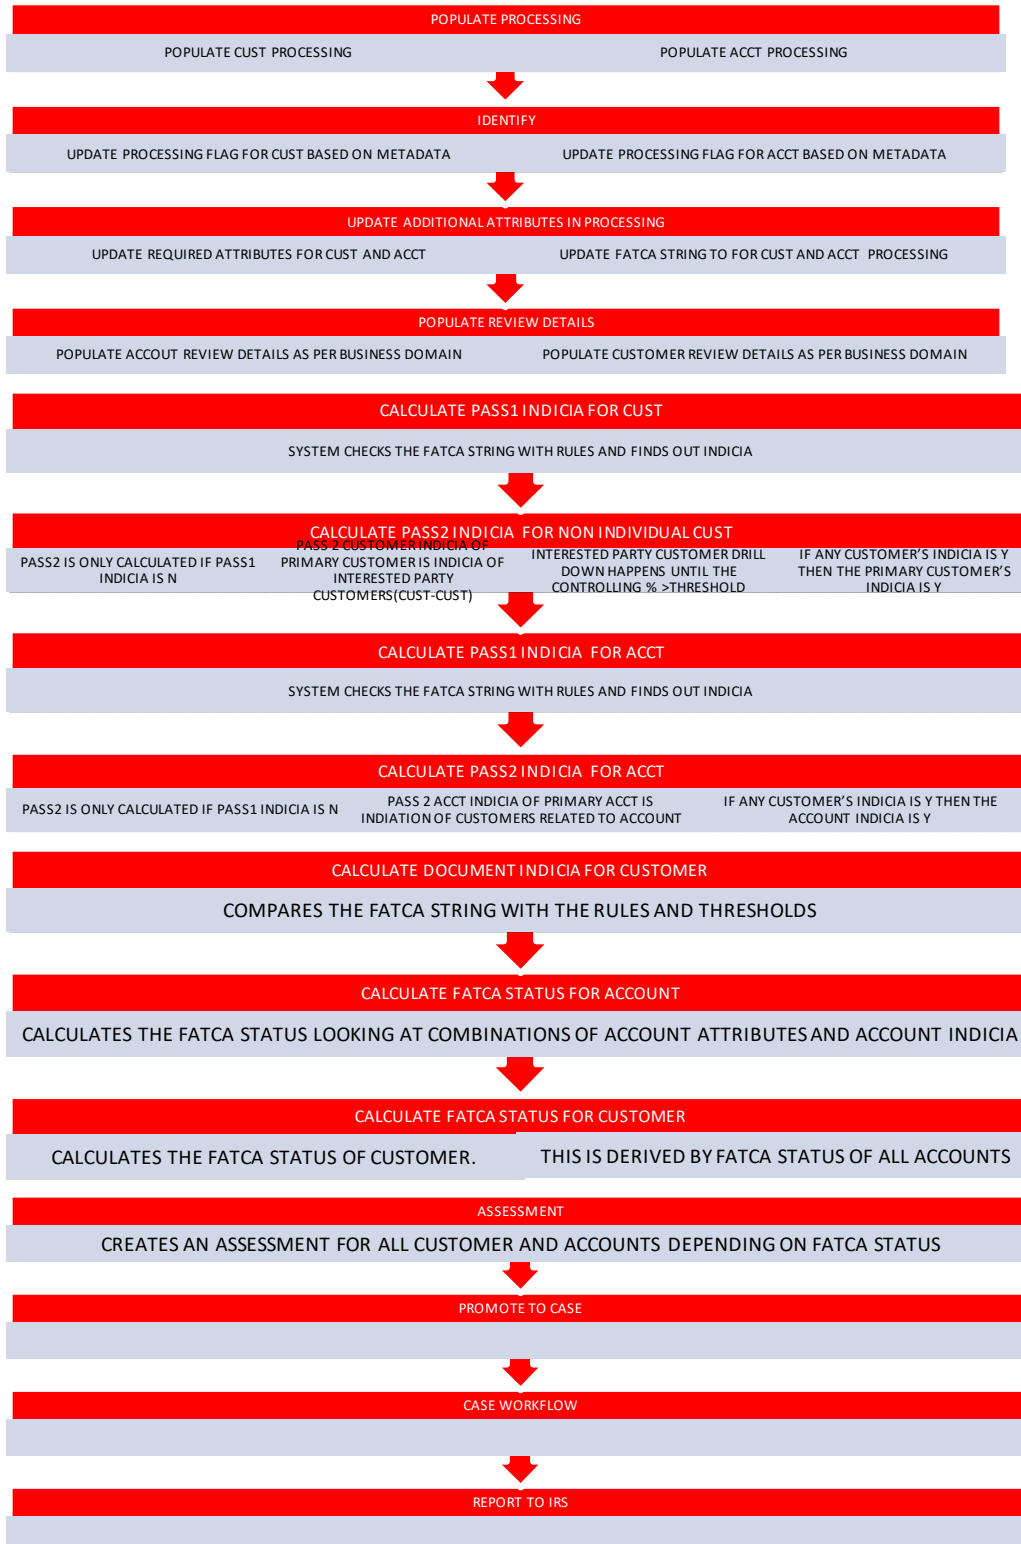 POPULATE PROCESSING
POPULATE CUST PROCESSING
POPULATE ACCT PROCESSING
IDENTIFY
UPDATE PROCESSING FLAG FOR CUST BASED ON METADATA
UPDATE PROCESSING FLAG FOR ACCT BASED ON METADATA
UPDATE ADDITIONAL ATTRIBUTES IN PROCESSING
UPDATE REQUIRED ATTRIBUTES FOR CUST AND ACCT
UPDATE FATCA STRING TO FOR CUST AND ACCT PROCESSING
POPULATE REVIEW DETAILS
POPULATE ACCOUT REVIEW DETAILS AS PER BUSINESS DOMAIN
POPULATE CUSTOMER REVIEW DETAILS AS PER BUSINESS DOMAIN
CALCULATE PASS1 INDICIA FOR CUST
SYSTEM CHECKS THE FATCA STRING WITH RULES AND FINDS OUT INDICIA
CALCULATE PASS2 INDICIA FOR NON INDIVIDUAL CUST
PASS2 IS ONLY CALCULATED IF PASS1
INDICIA IS N
PASS 2 CUSTOMER INDICIA OF
PRIMARY CUSTOMER IS INDICIA OF
INTERESTED PARTY
CUSTOMERS(CUST-CUST)
INTERESTED PARTY CUSTOMER DRILL
DOWN HAPPENS UNTIL THE
CONTROLLING % >THRESHOLD
IF ANY CUSTOMER'S INDICIA IS Y
THEN THE PRIMARY CUSTOMER'S
INDICIA IS Y
CALCULATE PASS1 INDICIA FOR ACCT
SYSTEM CHECKS THE FATCA STRING WITH RULES AND FINDS OUT INDICIA
CALCULATE PASS2 INDICIA FOR ACCT
PASS2 IS ONLY CALCULATED IF PASS1 INDICIA IS N
PASS 2 ACCT INDICIA OF PRIMARY ACCT IS
INDIATION OF CUSTOMERS RELATED TO ACCOUNT
IF ANY CUSTOMER'S INDICIA IS Y THEN THE
ACCOUNT INDICIA IS Y
CALCULATE DOCUMENT INDICIA FOR CUSTOMER
COMPARES THE FATCA STRING WITH THE RULES AND THRESHOLDS
CALCULATE FATCA STATUS FOR ACCOUNT
CALCULATES THE FATCA STATUS LOOKING AT COMBINATIONS OF ACCOUNT ATTRIBUTES AND ACCOUNT INDICIA
CALCULATE FATCA STATUS FOR CUSTOMER
CALCULATES THE FATCA STATUS OF CUSTOMER.
THIS IS DERIVED BY FATCA STATUS OF ALL ACCOUNTS
ASSESSMENT
CREATES AN ASSESSMENT FOR ALL CUSTOMER AND ACCOUNTS DEPENDING ON FATCA STATUS
PROMOTE TO CASE
CASE WORKFLOW
REPORT TO IRS